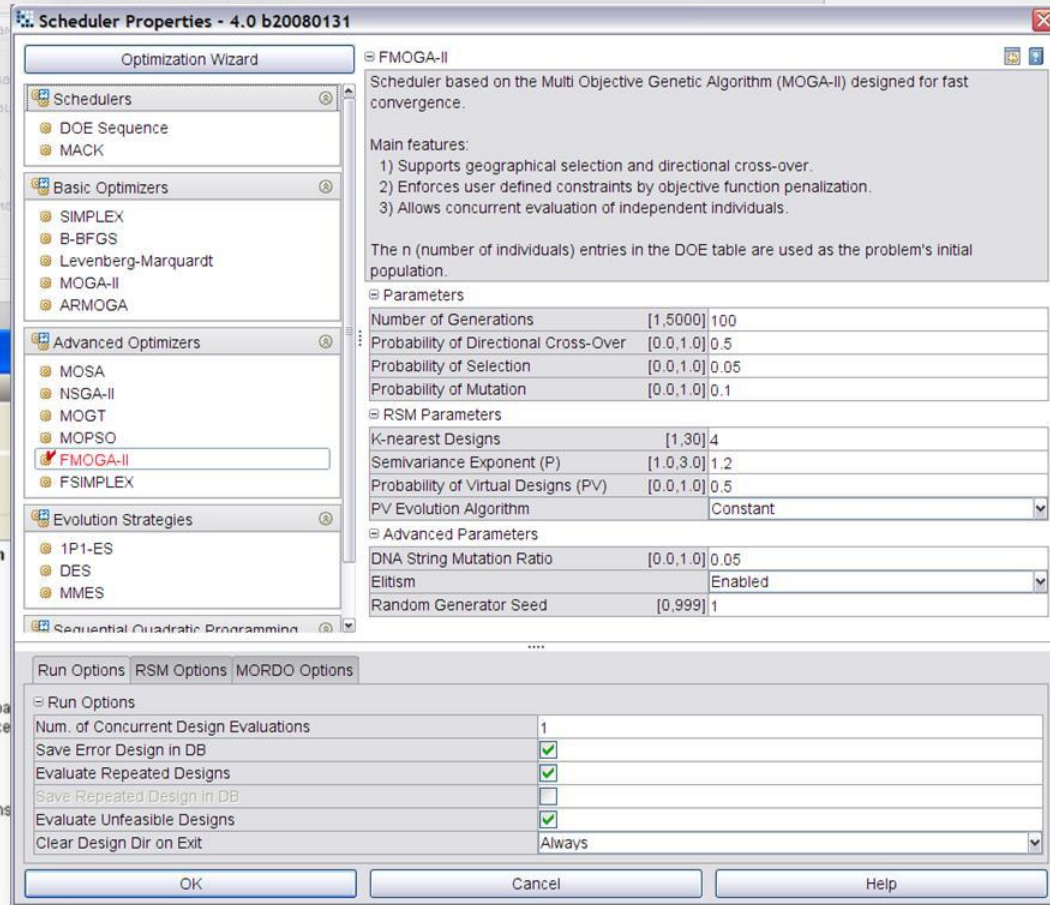 Scheduler Properties - 4.0 b20080131
Optimization Wizard
Schedulers
DOE Sequence
MACK
Basic Optimizers
SIMPLEX
B-BFGS
Levenberg-Marquardt
MOGA-II
ARMOGA
Advanced Optimizers
MOSA
NSGA-II
MOGT
MOPSO
FMOGA-II
FSIMPLEX
Evolution Strategies
1P1-ES
DES
MMES
Sequential Quadratic Programming
FMOGA-II
Scheduler based on the Multi Objective Genetic Algorithm (MOGA-II) designed for fast
convergence.
Main features:
1) Supports geographical selection and directional cross-over.
2) Enforces user defined constraints by objective function penalization.
3) Allows concurrent evaluation of independent individuals.
The n (number of individuals) entries in the DOE table are used as the problem's initial
population.
Parameters
Number of Generations [1,5000] 100
Probability of Directional Cross-Over [0.0,1.0] 0.5
Probability of Selection [0.0,1.0] 0.05
Probability of Mutation [0.0,1.0] 0.1
RSM Parameters
K-nearest Designs [1,30] 4
Semivariance Exponent (P) [1.0,3.0] 1.2
Probability of Virtual Designs (PV) [0.0,1.0] 0.5
PV Evolution Algorithm Constant
Advanced Parameters
DNA String Mutation Ratio [0.0,1.0] 0.05
Elitism Enabled
Random Generator Seed [0,999] 1
Run Options RSM Options MORDO Options
Run Options
Num. of Concurrent Design Evaluations 1
Save Error Design in DB
Evaluate Repeated Designs
Save Repeated Design in DB
Evaluate Unfeasible Designs
Clear Design Dir on Exit Always
OK Cancel Help